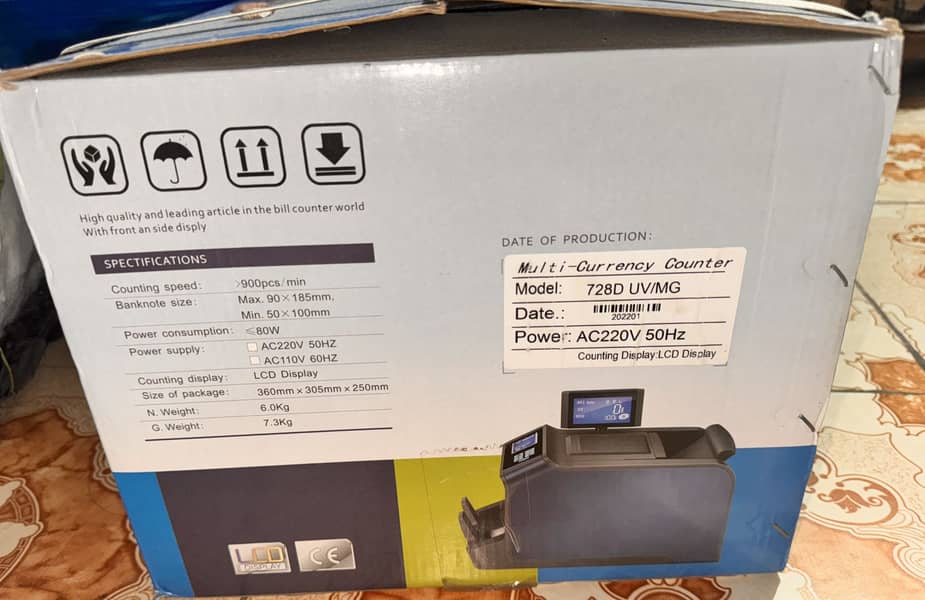 High quality and leading article in the bill counter world
With front an side disply
SPECIFICATIONS
Counting speed: >900pcs/min
Banknote size: Max. 90×185mm,
Min. 50×100mm
Power consumption: ≤80W
Power supply: AC220V 50HZ
AC110V 60HZ
Counting display: LCD Display
Size of package: 360mm×305mm×250mm
N. Weight: 6.0Kg
G. Weight: 7.3Kg
DATE OF PRODUCTION:
Multi-Currency Counter
Model: 728D UV/MG
Date.:
202201
Power: AC220V 50Hz
Counting Display:LCD Display
LCD
DISPLAY
CE